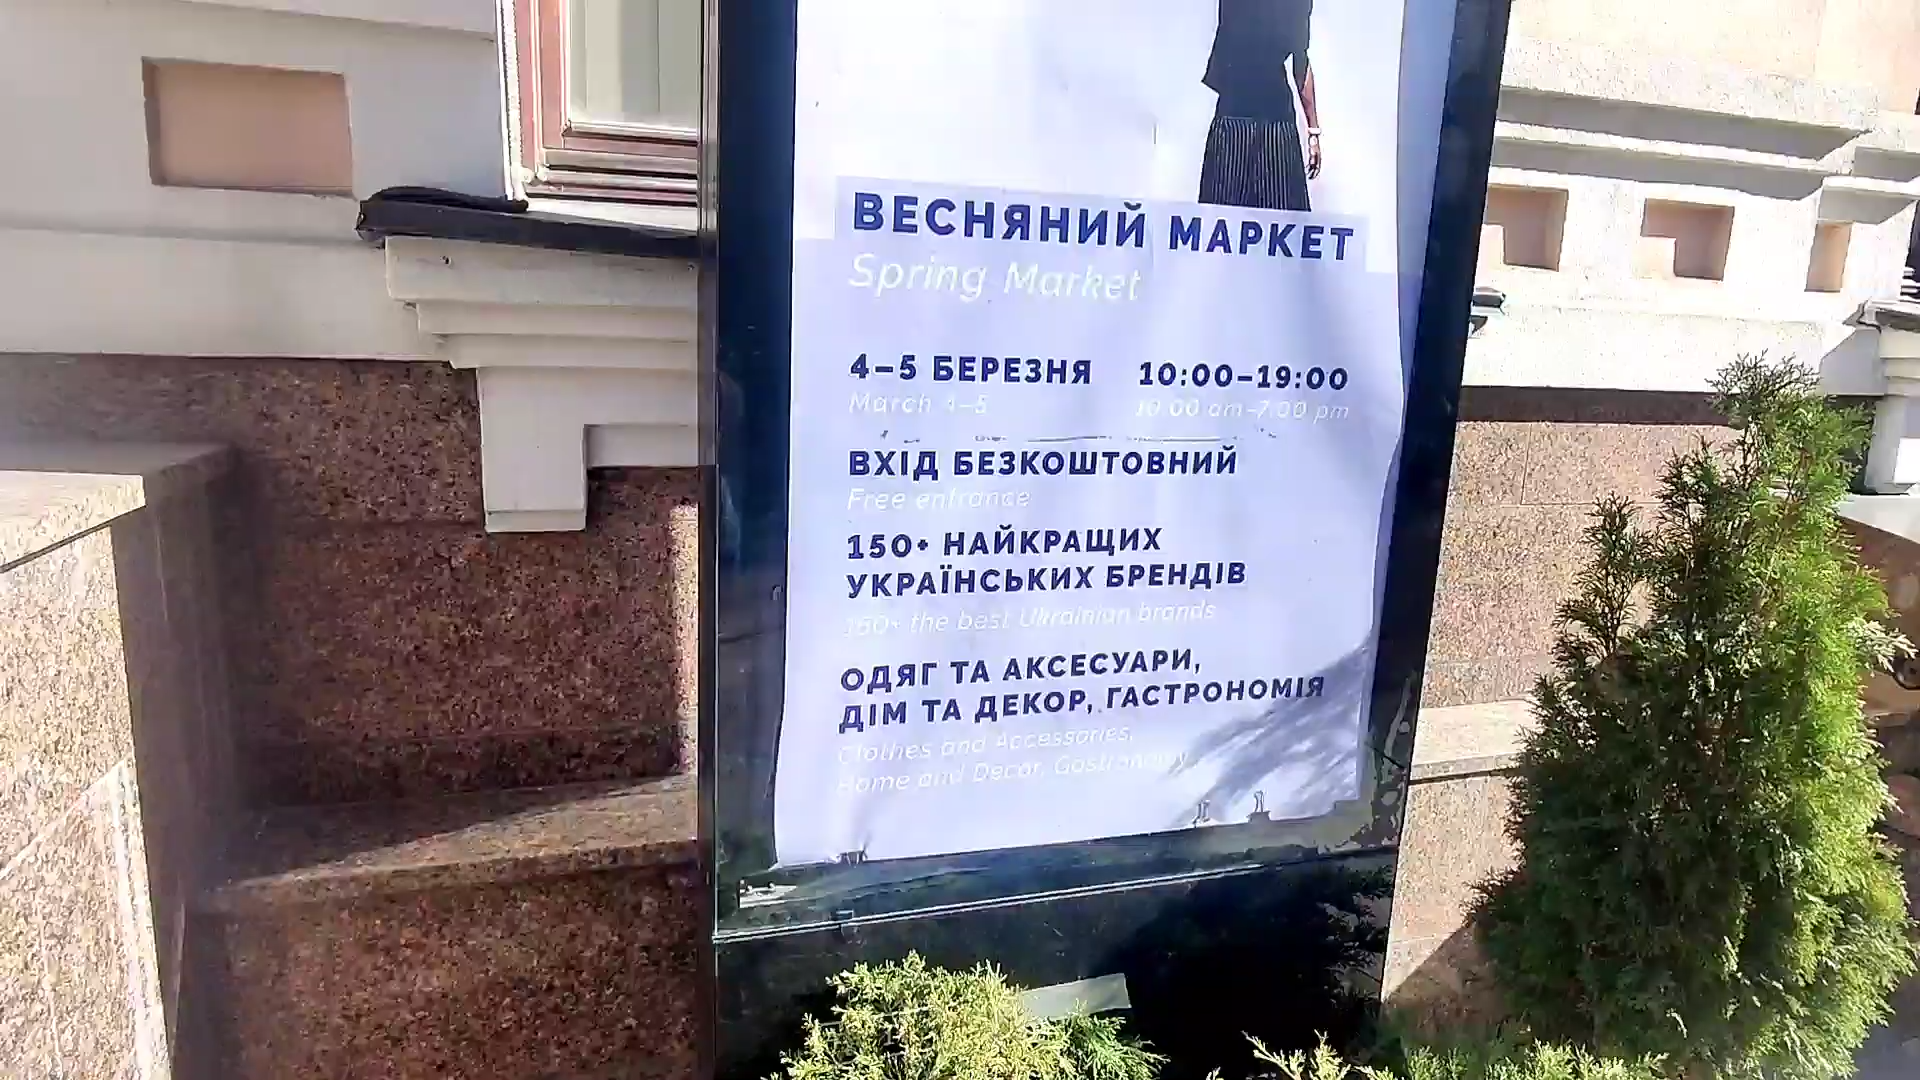 ВЕСНЯНИЙ МАРКЕТ
Spring Market
4–5 БЕРЕЗНЯ 10:00–19:00
March 4–5 10:00 am–7:00 pm
ВХІД БЕЗКОШТОВНИЙ
Free entrance
150+ НАЙКРАЩИХ
УКРАЇНСЬКИХ БРЕНДІВ
150+ the best Ukrainian brands
ОДЯГ ТА АКСЕСУАРИ,
ДІМ ТА ДЕКОР, ГАСТРОНОМІЯ
Clothes and Accessories,
Home and Decor, Gastronomy